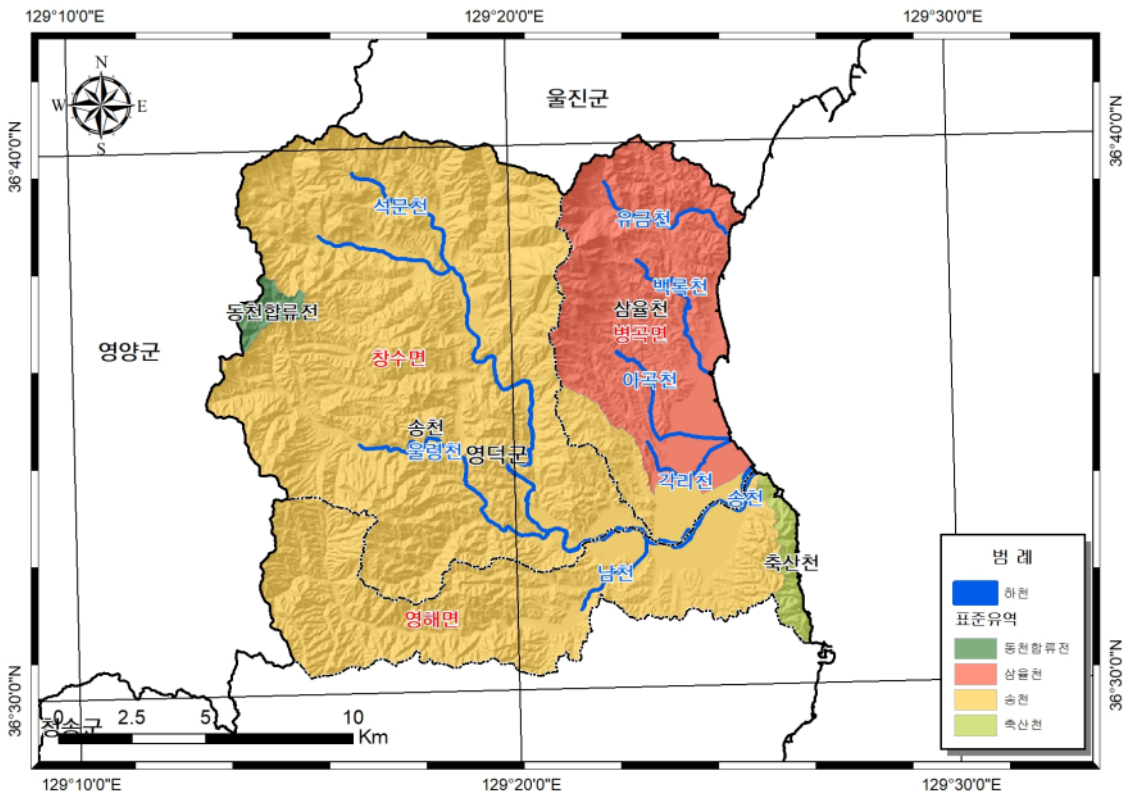 129°10'0"E
129°20'0"E
129°30'0"E
N
W
E
S
울진군
36°40'0"N
36°40'0"N
석문천
유금천
백록천
동천합류전
삼율천
병곡면
영양군
창수면
아곡천
송천
울령천
영덕군
각리천
송천
축산천
남천
영해면
범 례
하천
표준유역
동천합류전
삼율천
송천
축산천
36°30'0"N
36°30'0"N
청송군
0
2.5
5
10
Km
129°10'0"E
129°20'0"E
129°30'0"E